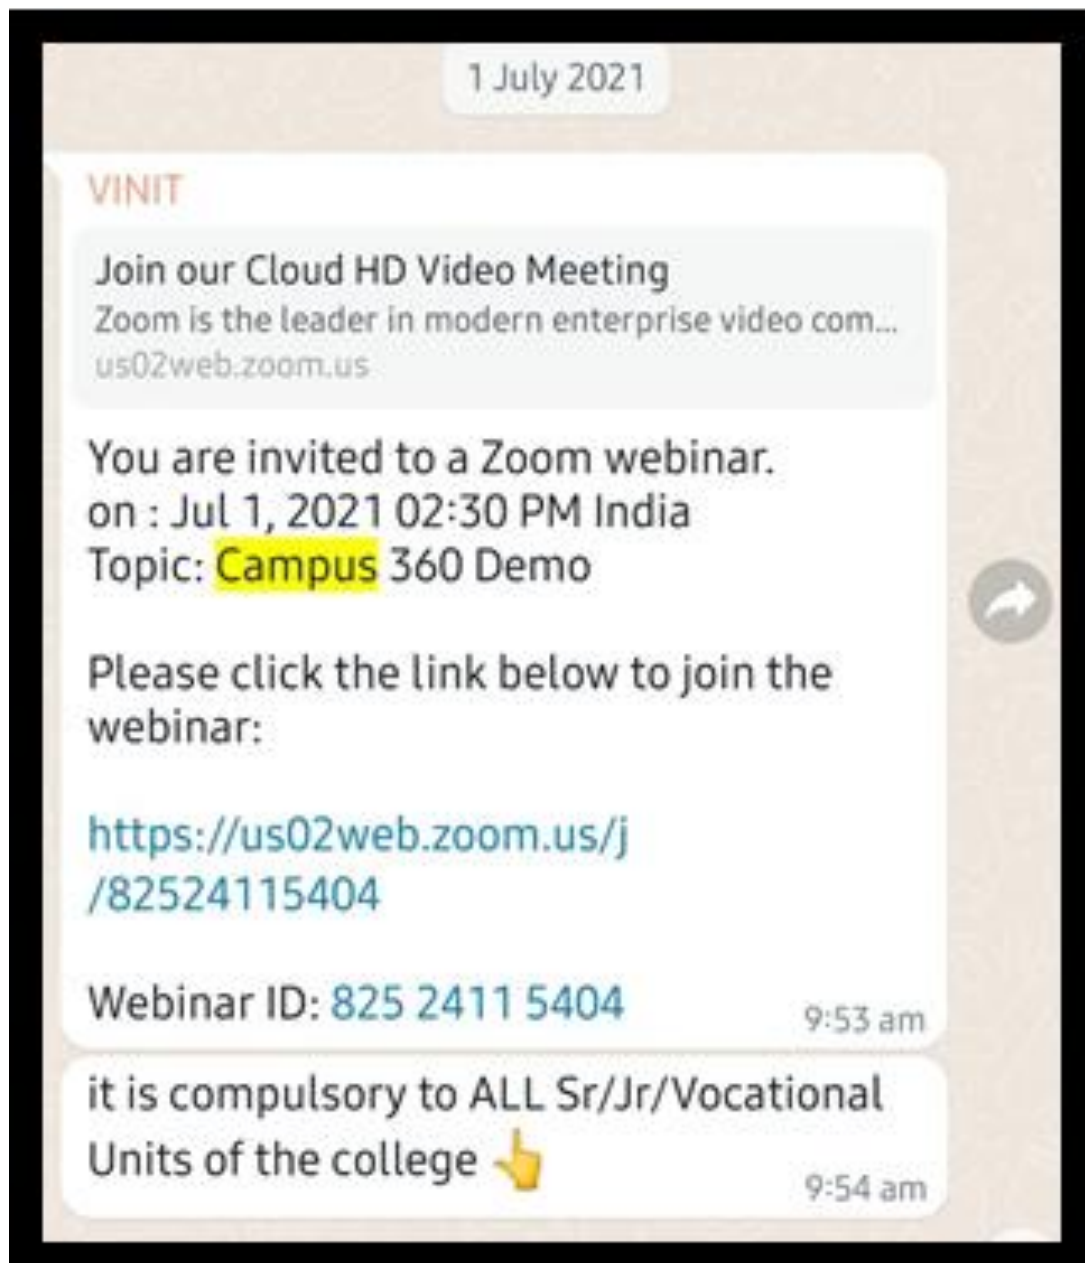 1 July 2021
VINIT
Join our Cloud HD Video Meeting
Zoom is the leader in modern enterprise video com...
us02web.zoom.us
You are invited to a Zoom webinar.
on : Jul 1, 2021 02:30 PM India
Topic: Campus 360 Demo
Please click the link below to join the
webinar:
https://us02web.zoom.us/j
/82524115404
Webinar ID: 825 2411 5404
9:53 am
it is compulsory to ALL Sr/Jr/Vocational
Units of the college 👆
9:54 am